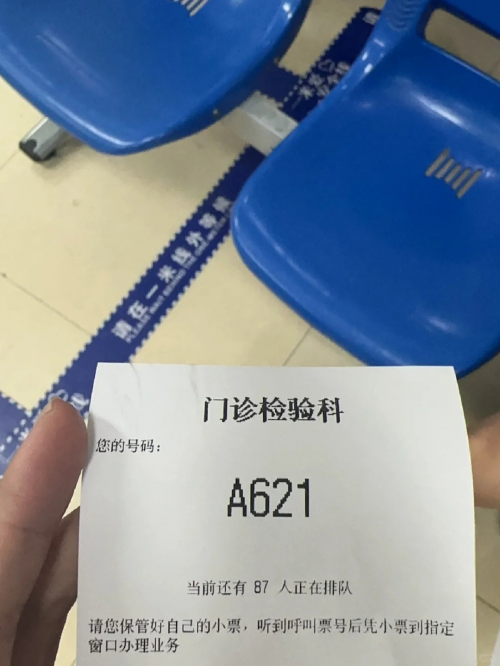 请在一米线外等候
门诊检验科
您的号码：
A621
当前还有 87 人正在排队
请您保管好自己的小票，听到呼叫票号后凭小票到指定
窗口办理业务